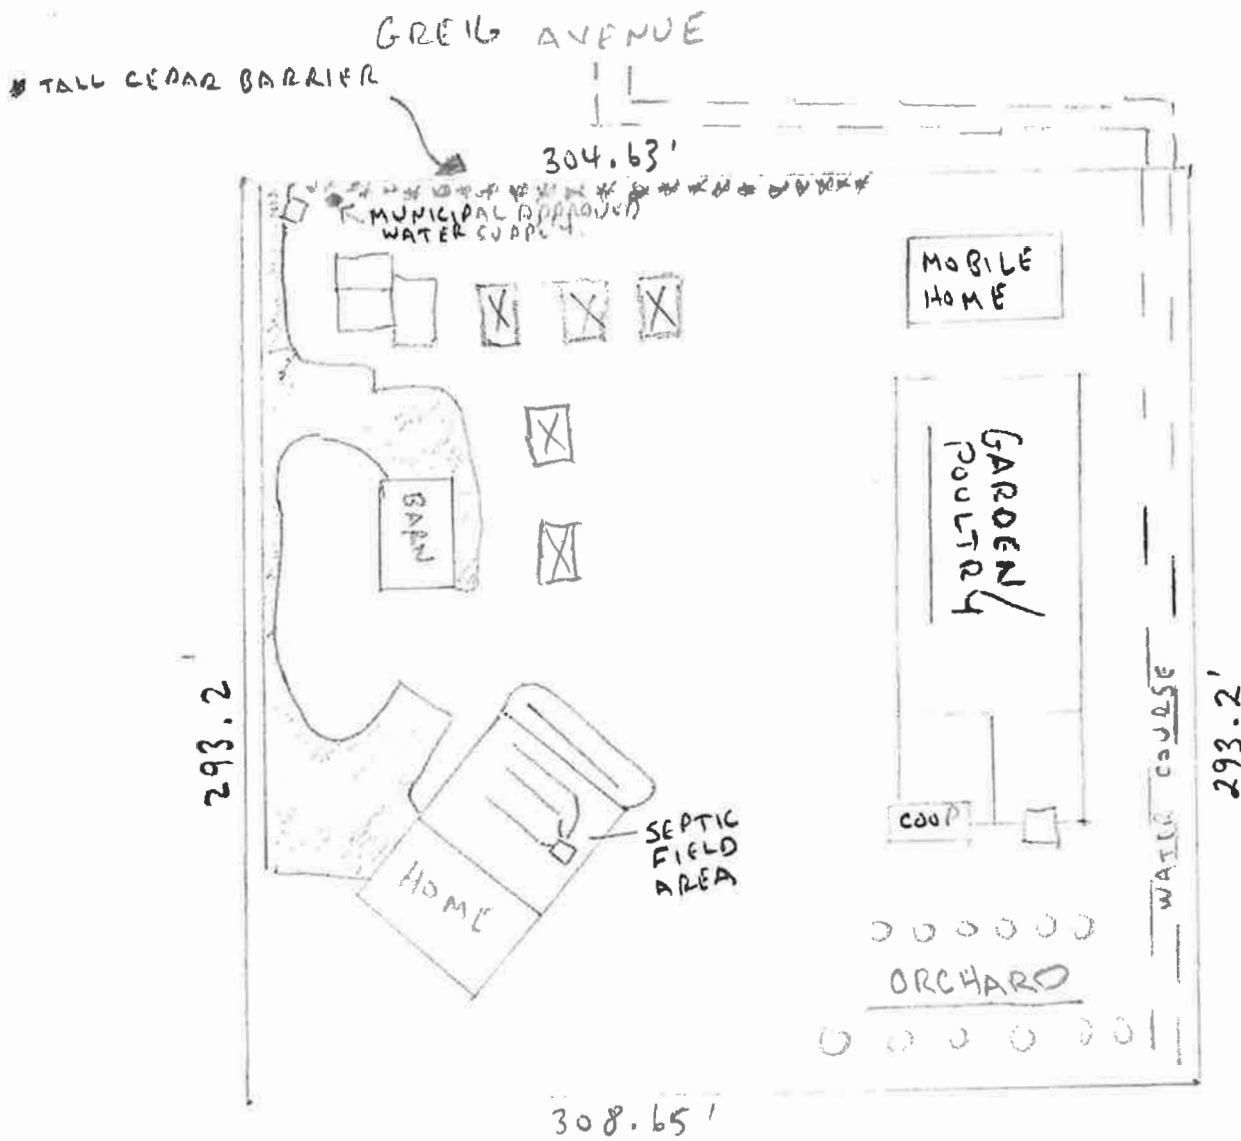 GREIG AVENUE
* TALL CEDAR BARRIER
304.63'
MUNICIPAL APPROVED
WATER SUPPLY
MOBILE
HOME
BARN
GARDEN/
POULTRY
293.2'
293.2'
WATER COURSE
SEPTIC
FIELD
AREA
COOP
HOME
ORCHARD
308.65'